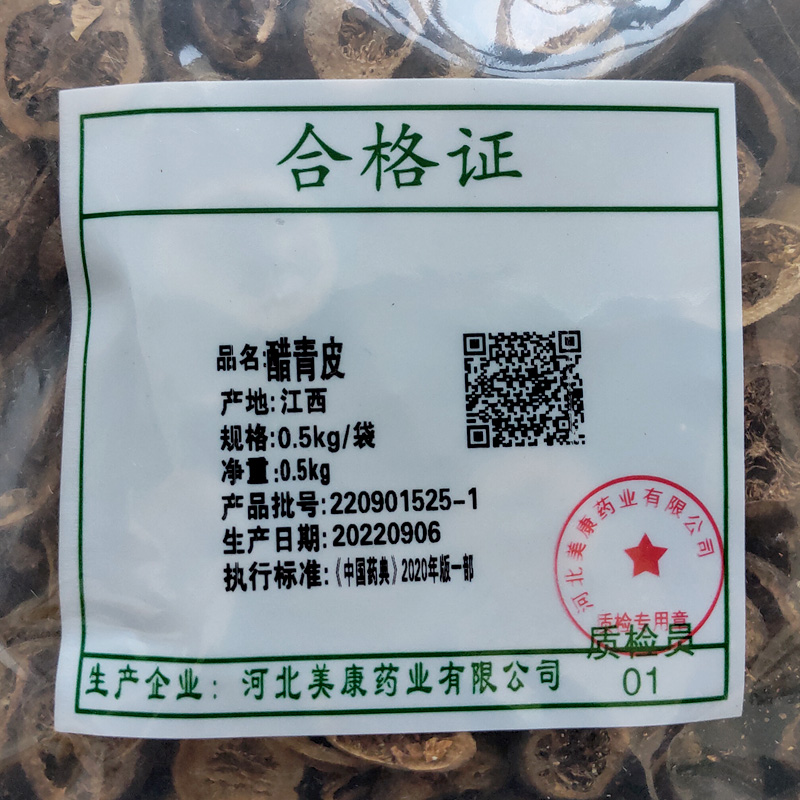 合格证
品名:醋青皮
产地:江西
规格:0.5kg/袋
净重:0.5kg
产品批号:220901525-1
生产日期:20220906
执行标准:《中国药典》2020年版一部
河北美康药业有限公司
质检专用章
质检员
01
生产企业：河北美康药业有限公司